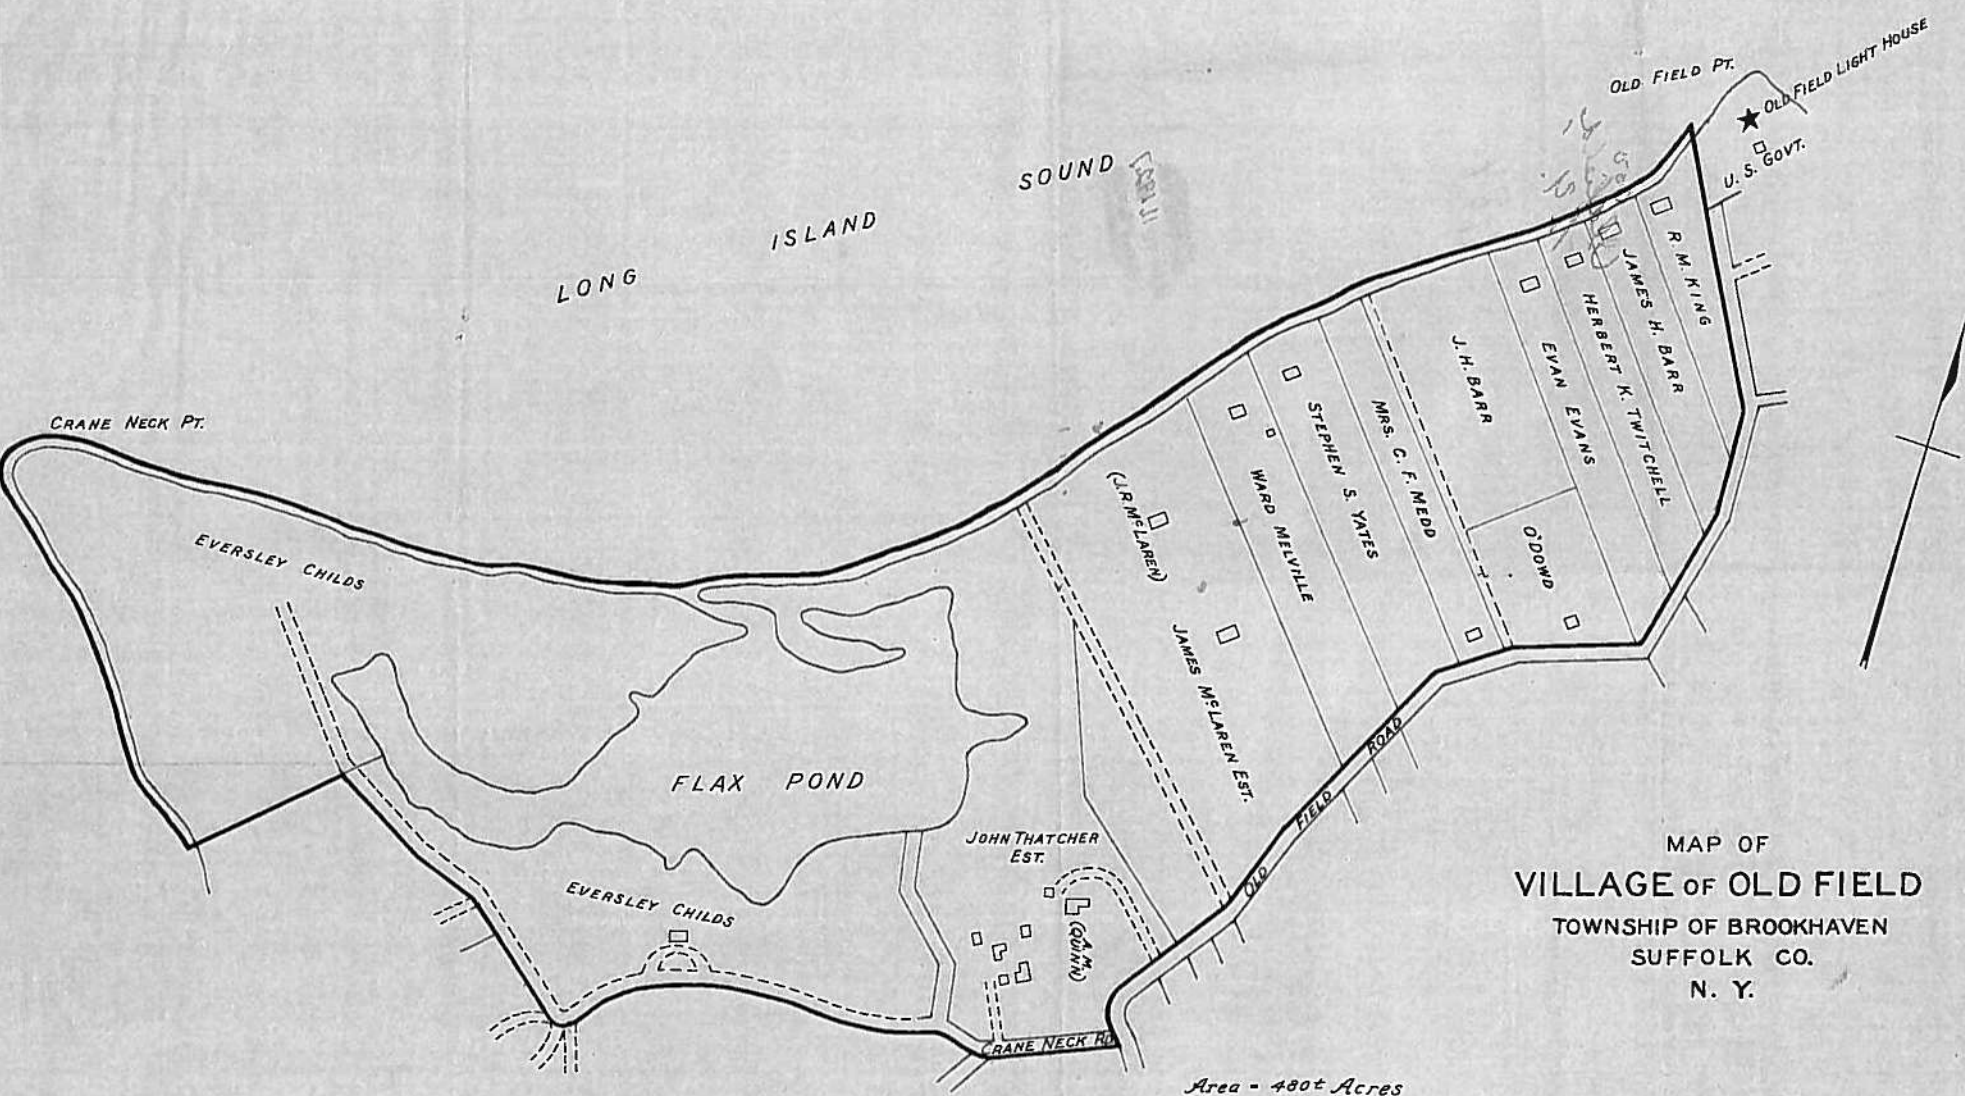 OLD FIELD PT.
OLD FIELD LIGHT HOUSE
U. S. GOVT.
LONG ISLAND SOUND
R. M. KING
JAMES H. BARR
HERBERT K. TWITCHELL
EVAN EVANS
J. H. BARR
O'DOWD
MRS. C. F. MEDD
STEPHEN S. YATES
WARD MELVILLE
(J.R. McLAREN)
JAMES McLAREN EST.
CRANE NECK PT.
EVERSLEY CHILDS
FLAX POND
JOHN THATCHER
EST.
(A.M.
QUINN)
EVERSLEY CHILDS
OLD FIELD ROAD
CRANE NECK RD.
MAP OF
VILLAGE OF OLD FIELD
TOWNSHIP OF BROOKHAVEN
SUFFOLK CO.
N. Y.
Area - 480± Acres